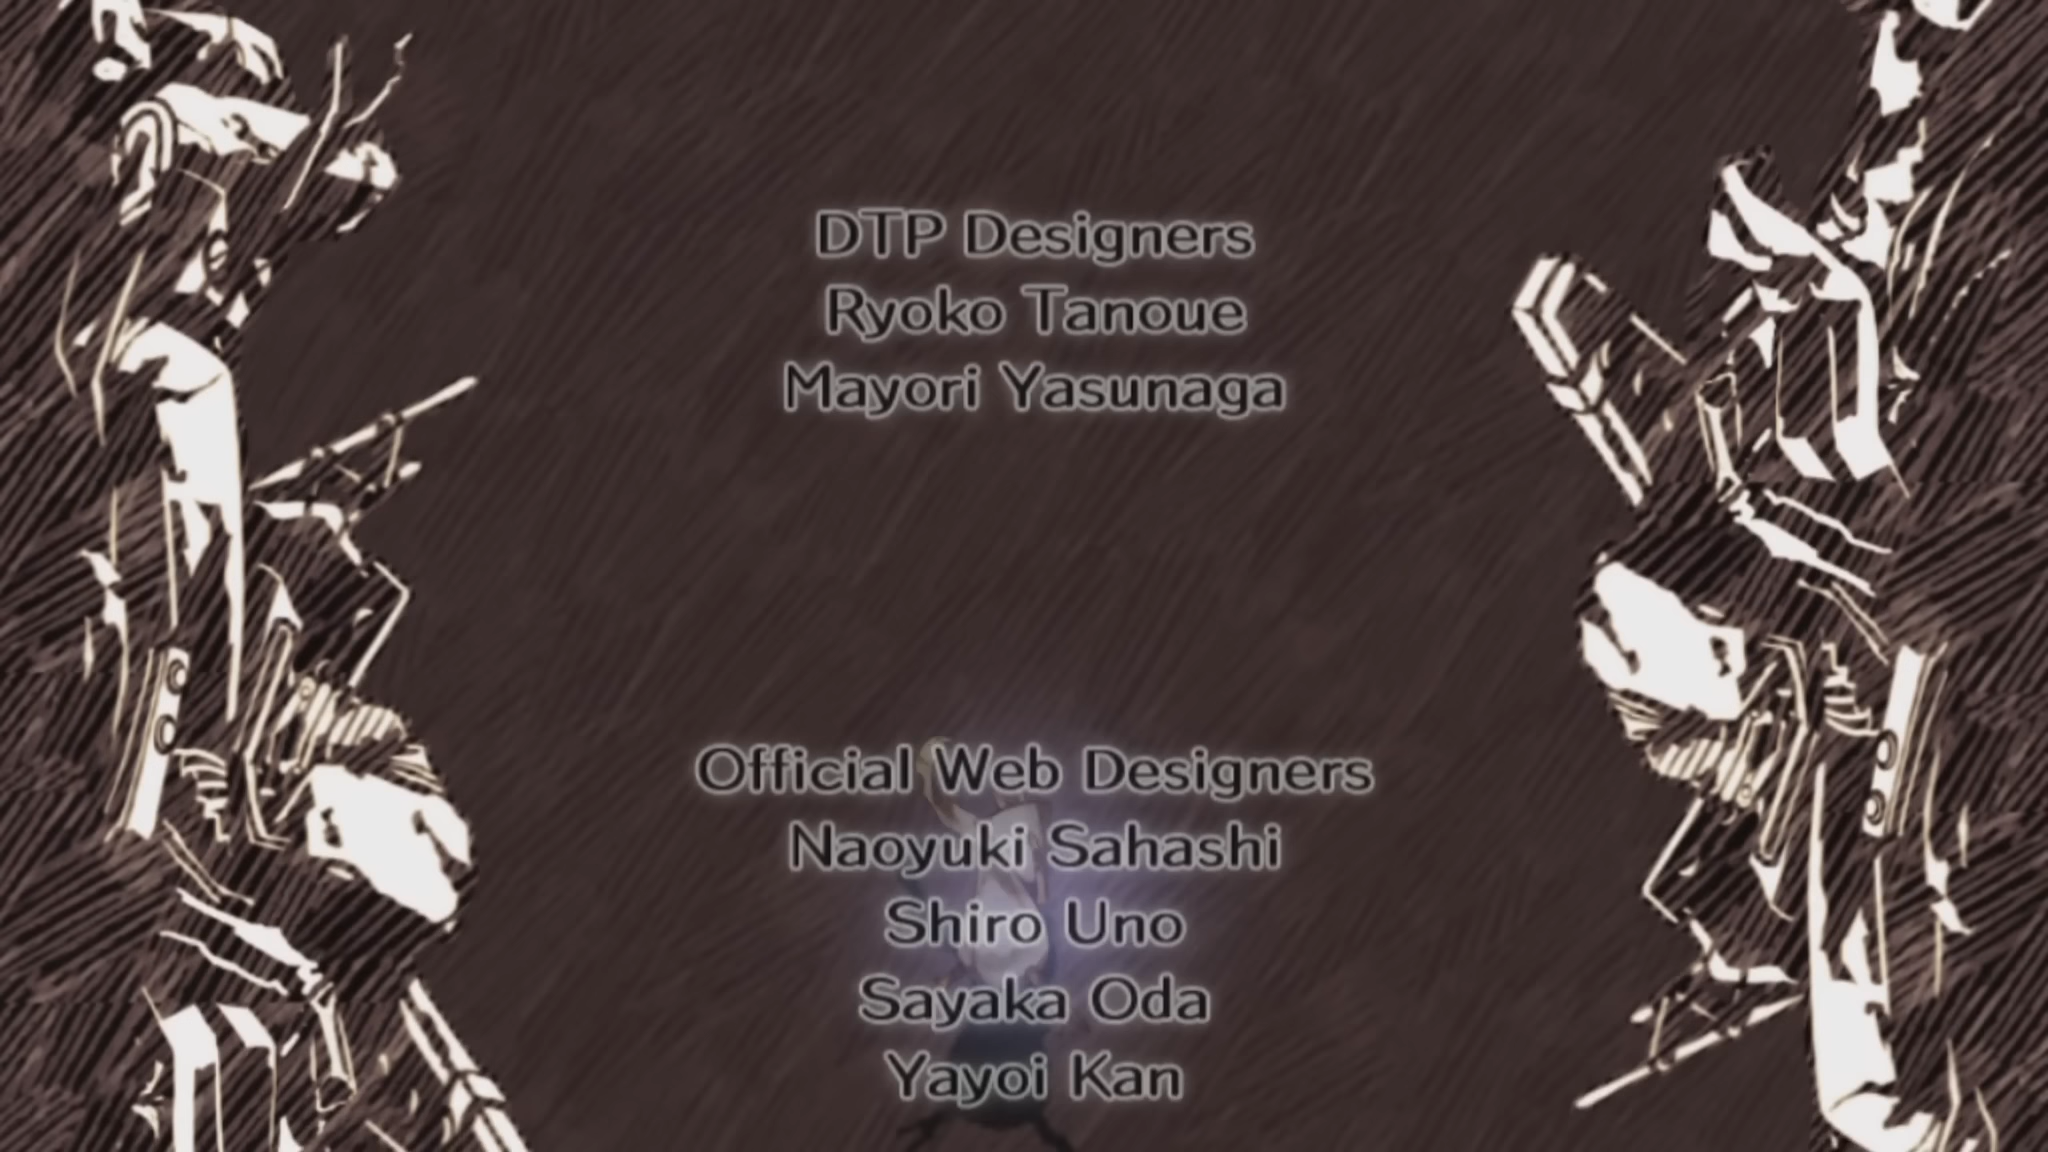 DTP Designers
Ryoko Tanoue
Mayori Yasunaga
Official Web Designers
Naoyuki Sahashi
Shiro Uno
Sayaka Oda
Yayoi Kan